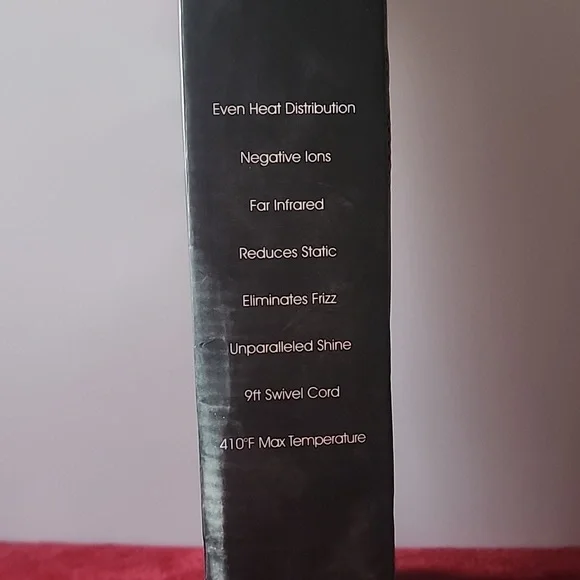 Even Heat Distribution
Negative Ions
Far Infrared
Reduces Static
Eliminates Frizz
Unparalleled Shine
9ft Swivel Cord
410°F Max Temperature